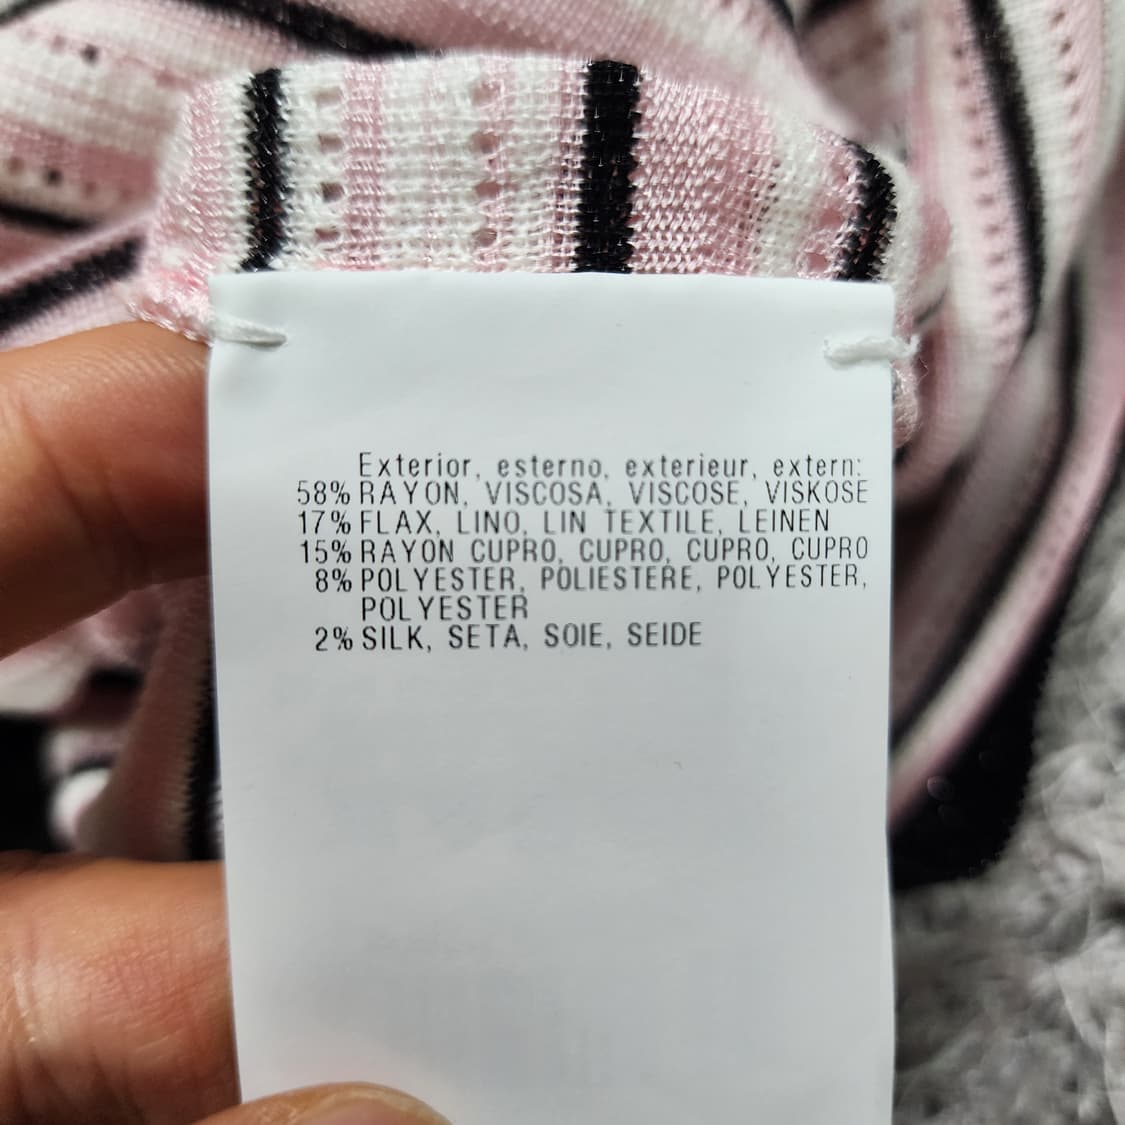 Exterior, esterno, exterieur, extern:
58% RAYON, VISCOSA, VISCOSE, VISKOSE
17% FLAX, LINO, LIN TEXTILE, LEINEN
15% RAYON CUPRO, CUPRO, CUPRO, CUPRO
8% POLYESTER, POLIESTERE, POLYESTER,
POLYESTER
2% SILK, SETA, SOIE, SEIDE